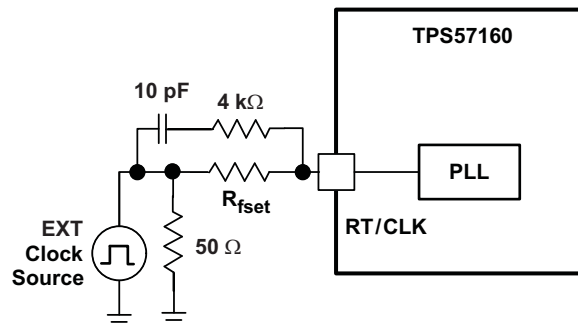 TPS57160
10 pF
4 kΩ
PLL
Rfset
RT/CLK
EXT
Clock
Source
50 Ω